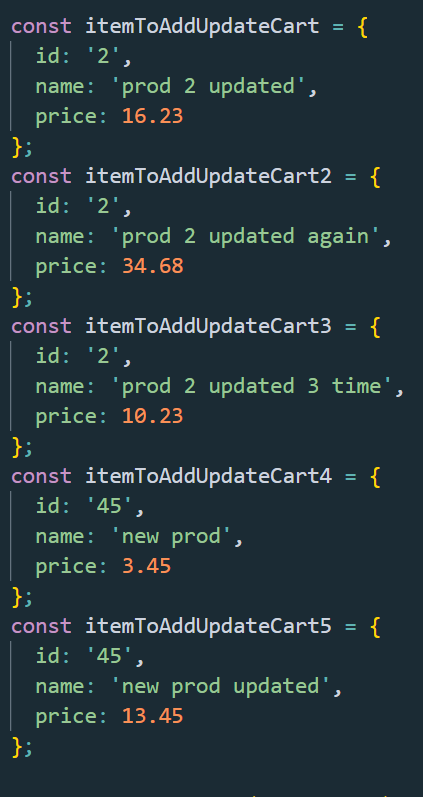 const itemToAddUpdateCart = {
  id: '2',
  name: 'prod 2 updated',
  price: 16.23
};
const itemToAddUpdateCart2 = {
  id: '2',
  name: 'prod 2 updated again',
  price: 34.68
};
const itemToAddUpdateCart3 = {
  id: '2',
  name: 'prod 2 updated 3 time',
  price: 10.23
};
const itemToAddUpdateCart4 = {
  id: '45',
  name: 'new prod',
  price: 3.45
};
const itemToAddUpdateCart5 = {
  id: '45',
  name: 'new prod updated',
  price: 13.45
};